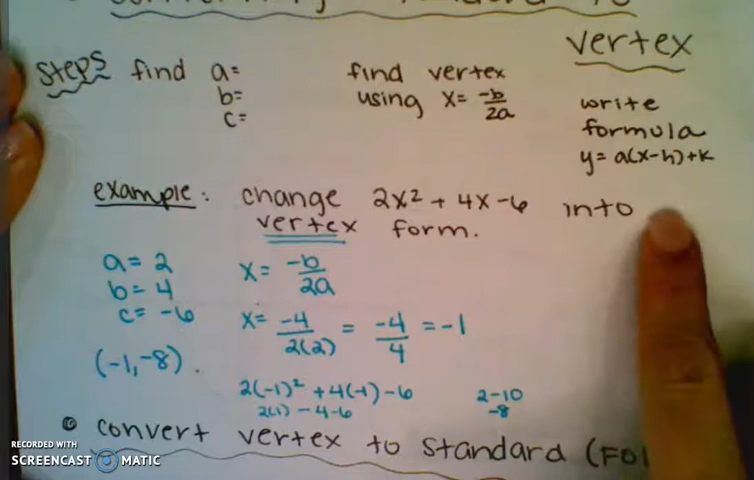 vertex
Steps find a= find vertex
b= using x= -b/2a write
c= formula
y= a(x-h)+k
example: change 2x² + 4x -6 into
vertex form.
a = 2 x= -b/2a
b= 4
c= -6 x= -4/2(2) = -4/4 = -1
(-1,-8).
2(-1)² +4(-1) -6 2-10
2(1) -4-6 -8
convert vertex to standard (FOI
RECORDED WITH
SCREENCAST MATIC